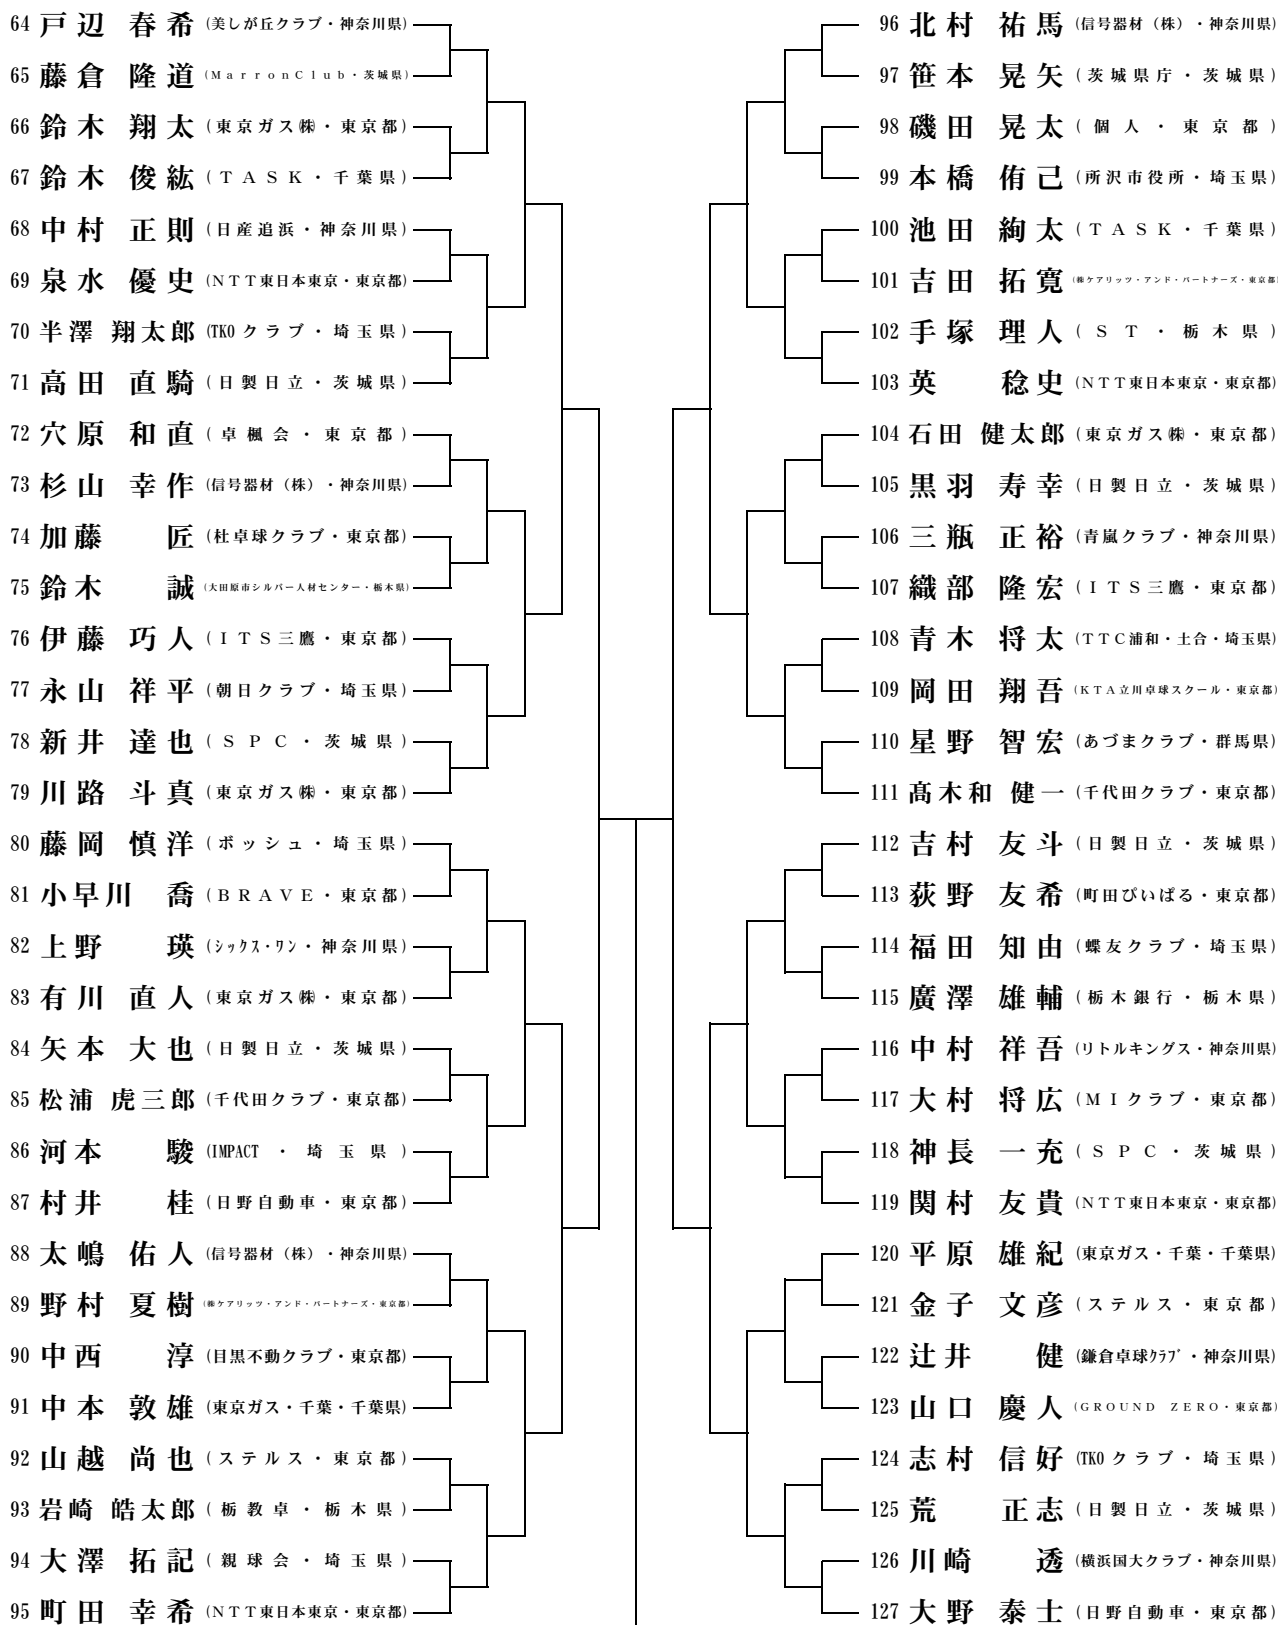 64 戸辺 春希 (美しが丘クラブ・神奈川県)
65 藤倉 隆道 (MarronClub・茨城県)
66 鈴木 翔太 (東京ガス㈱・東京都)
67 鈴木 俊紘 (TASK・千葉県)
68 中村 正則 (日産追浜・神奈川県)
69 泉水 優史 (NTT東日本東京・東京都)
70 半澤 翔太郎 (TKOクラブ・埼玉県)
71 高田 直騎 (日製日立・茨城県)
72 穴原 和直 (卓楓会・東京都)
73 杉山 幸作 (信号器材(株)・神奈川県)
74 加藤 匠 (杜卓球クラブ・東京都)
75 鈴木 誠 (大田原市シルバー人材センター・栃木県)
76 伊藤 巧人 (ITS三鷹・東京都)
77 永山 祥平 (朝日クラブ・埼玉県)
78 新井 達也 (SPC・茨城県)
79 川路 斗真 (東京ガス㈱・東京都)
80 藤岡 慎洋 (ボッシュ・埼玉県)
81 小早川 喬 (BRAVE・東京都)
82 上野 瑛 (シックス・ワン・神奈川県)
83 有川 直人 (東京ガス㈱・東京都)
84 矢本 大也 (日製日立・茨城県)
85 松浦 虎三郎 (千代田クラブ・東京都)
86 河本 駿 (IMPACT・埼玉県)
87 村井 桂 (日野自動車・東京都)
88 太嶋 佑人 (信号器材(株)・神奈川県)
89 野村 夏樹 (㈱ケアリッツ・アンド・パートナーズ・東京都)
90 中西 淳 (目黒不動クラブ・東京都)
91 中本 敦雄 (東京ガス・千葉・千葉県)
92 山越 尚也 (ステルス・東京都)
93 岩崎 皓太郎 (栃教卓・栃木県)
94 大澤 拓記 (親球会・埼玉県)
95 町田 幸希 (NTT東日本東京・東京都)
96 北村 祐馬 (信号器材(株)・神奈川県)
97 笹本 晃矢 (茨城県庁・茨城県)
98 磯田 晃太 (個人・東京都)
99 本橋 侑己 (所沢市役所・埼玉県)
100 池田 絢太 (TASK・千葉県)
101 吉田 拓寛 (㈱ケアリッツ・アンド・パートナーズ・東京都)
102 手塚 理人 (ST・栃木県)
103 英 稔史 (NTT東日本東京・東京都)
104 石田 健太郎 (東京ガス㈱・東京都)
105 黒羽 寿幸 (日製日立・茨城県)
106 三瓶 正裕 (青嵐クラブ・神奈川県)
107 織部 隆宏 (ITS三鷹・東京都)
108 青木 将太 (TTC浦和・土合・埼玉県)
109 岡田 翔吾 (KTA立川卓球スクール・東京都)
110 星野 智宏 (あづまクラブ・群馬県)
111 髙木和 健一 (千代田クラブ・東京都)
112 吉村 友斗 (日製日立・茨城県)
113 荻野 友希 (町田ぴいぱる・東京都)
114 福田 知由 (蝶友クラブ・埼玉県)
115 廣澤 雄輔 (栃木銀行・栃木県)
116 中村 祥吾 (リトルキングス・神奈川県)
117 大村 将広 (MIクラブ・東京都)
118 神長 一充 (SPC・茨城県)
119 関村 友貴 (NTT東日本東京・東京都)
120 平原 雄紀 (東京ガス・千葉・千葉県)
121 金子 文彦 (ステルス・東京都)
122 辻井 健 (鎌倉卓球クラブ・神奈川県)
123 山口 慶人 (GROUND ZERO・東京都)
124 志村 信好 (TKOクラブ・埼玉県)
125 荒 正志 (日製日立・茨城県)
126 川崎 透 (横浜国大クラブ・神奈川県)
127 大野 泰士 (日野自動車・東京都)